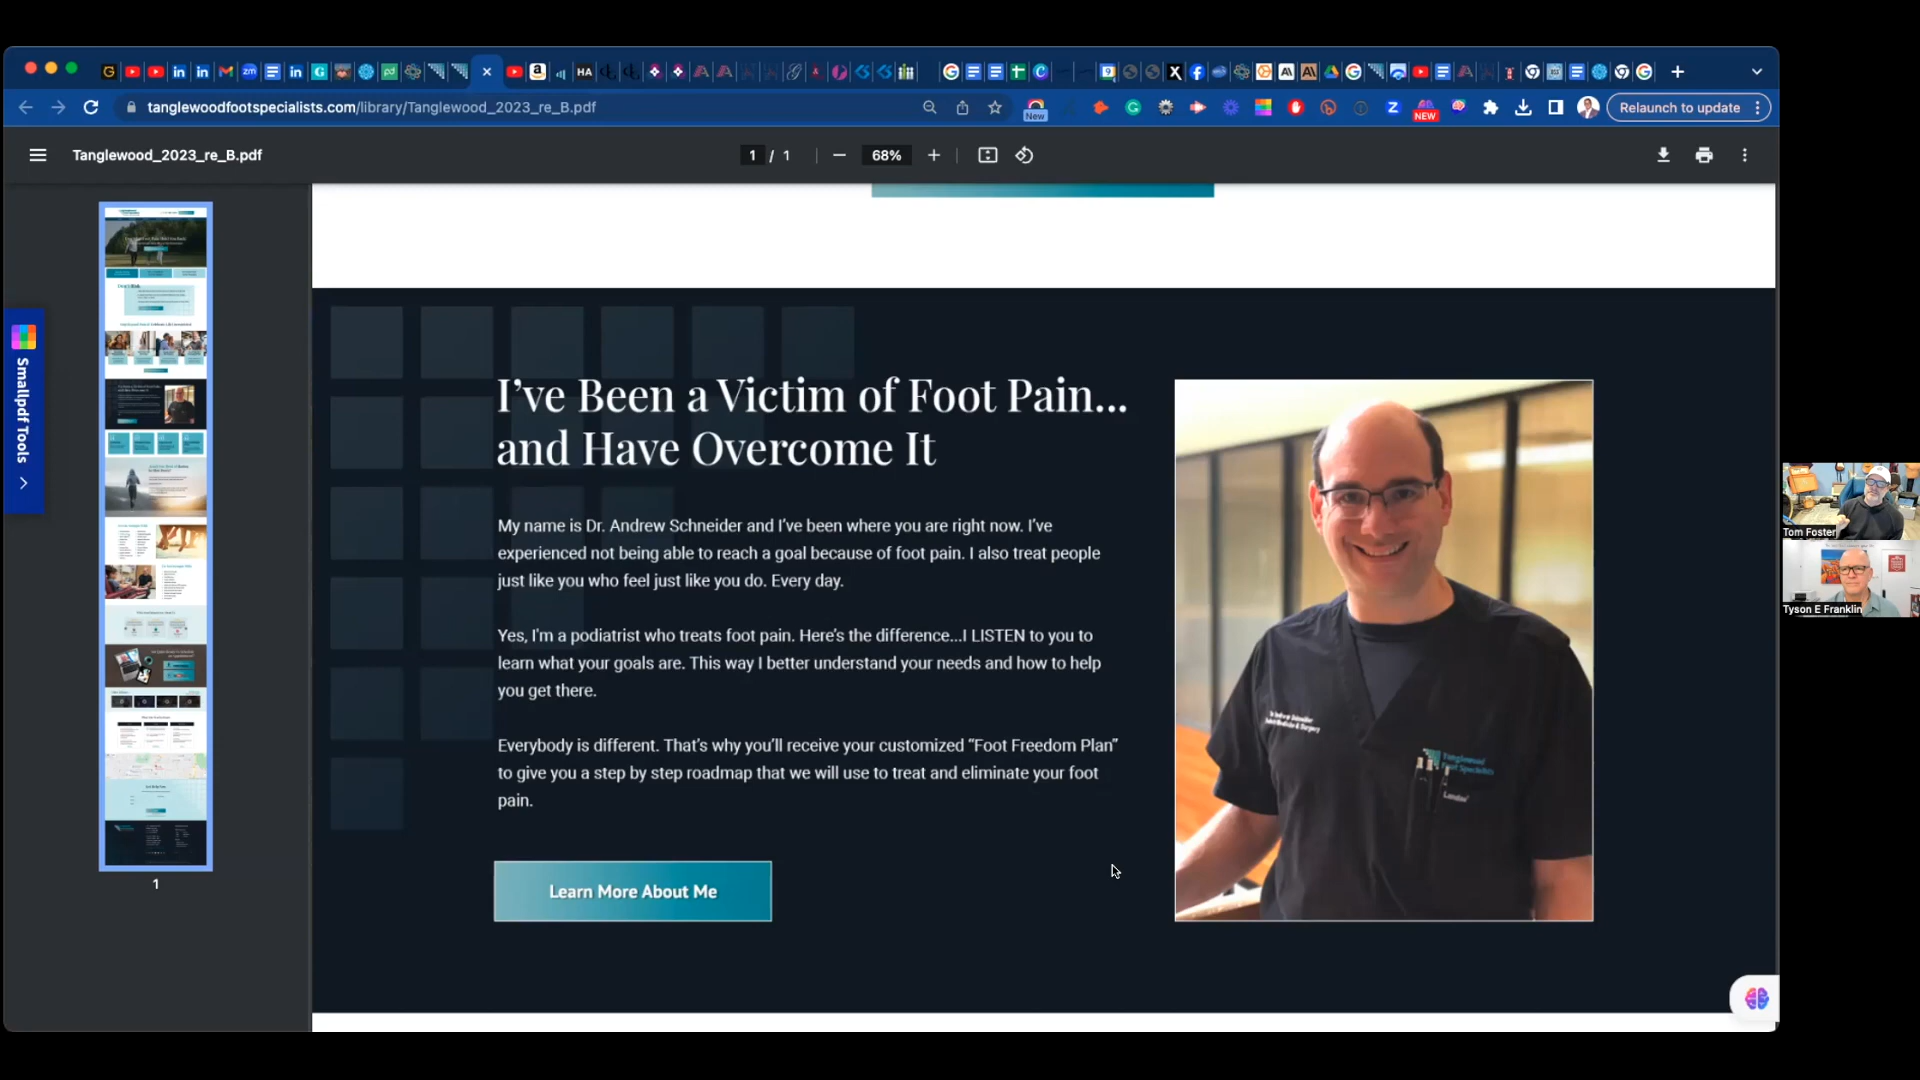 HA
X
AI
tanglewoodfootspecialists.com/library/Tanglewood_2023_re_B.pdf
New
NEW
Relaunch to update
Tanglewood_2023_re_B.pdf
1 / 1
68%
Smallpdf Tools
1
I’ve Been a Victim of Foot Pain...
and Have Overcome It
My name is Dr. Andrew Schneider and I’ve been where you are right now. I’ve
experienced not being able to reach a goal because of foot pain. I also treat people
just like you who feel just like you do. Every day.
Yes, I’m a podiatrist who treats foot pain. Here’s the difference...I LISTEN to you to
learn what your goals are. This way I better understand your needs and how to help
you get there.
Everybody is different. That’s why you’ll receive your customized “Foot Freedom Plan”
to give you a step by step roadmap that we will use to treat and eliminate your foot
pain.
Learn More About Me
Tanglewood
Foot Specialists
Tom Foster
Tyson E Franklin